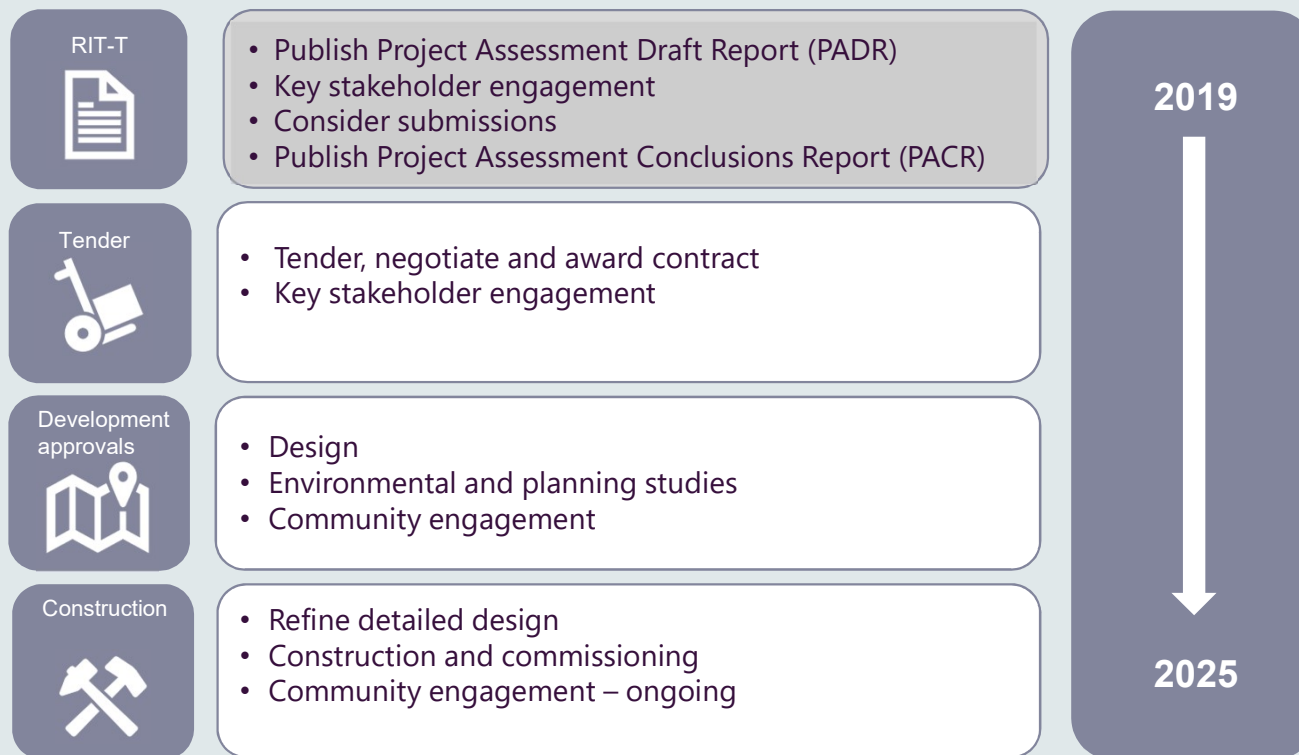 RIT-T
• Publish Project Assessment Draft Report (PADR)
• Key stakeholder engagement
• Consider submissions
• Publish Project Assessment Conclusions Report (PACR)
Tender
• Tender, negotiate and award contract
• Key stakeholder engagement
Development
approvals
• Design
• Environmental and planning studies
• Community engagement
Construction
• Refine detailed design
• Construction and commissioning
• Community engagement – ongoing
2019
2025